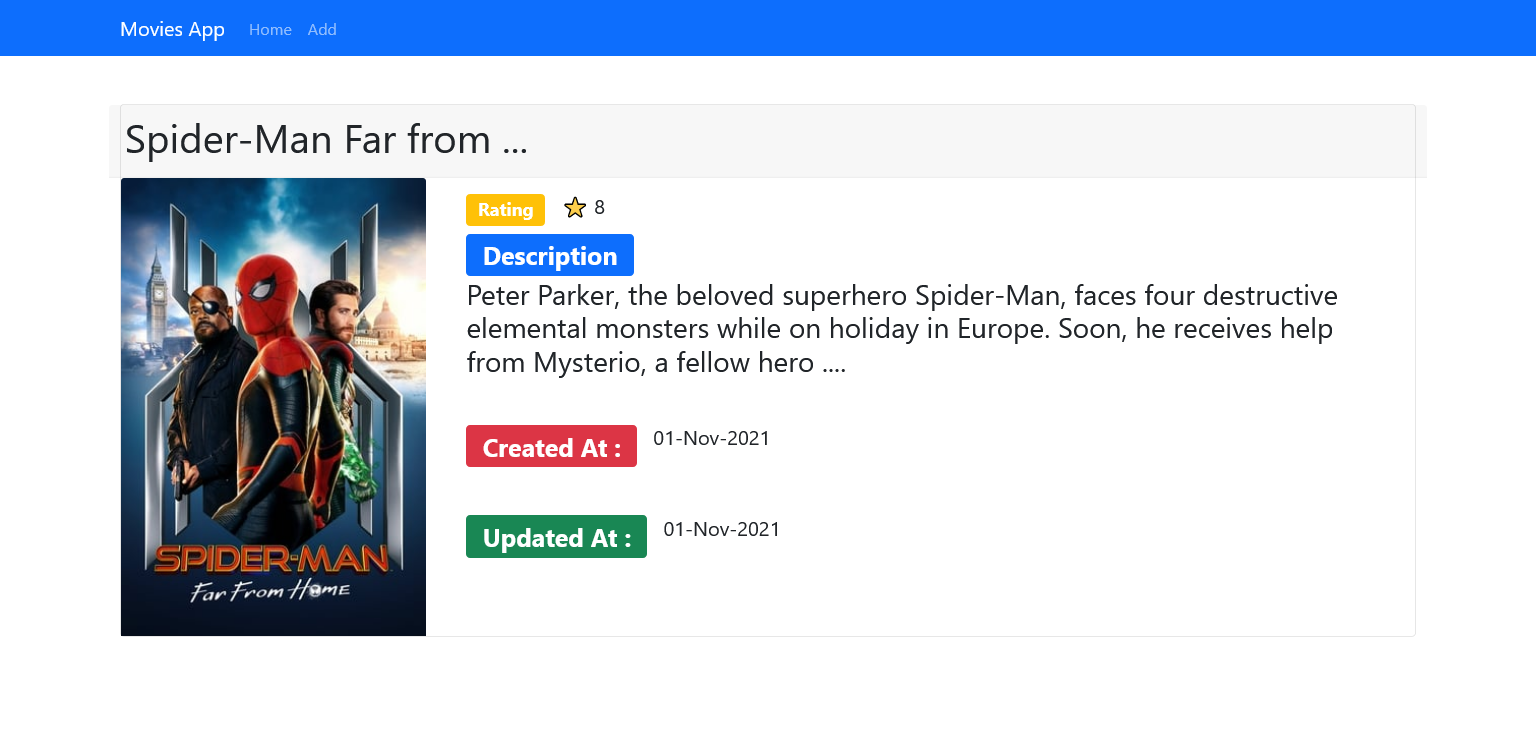 Movies App Home Add
Spider-Man Far from ...
Rating 8
Description
Peter Parker, the beloved superhero Spider-Man, faces four destructive
elemental monsters while on holiday in Europe. Soon, he receives help
from Mysterio, a fellow hero ....
Created At : 01-Nov-2021
Updated At : 01-Nov-2021
SPIDER-MAN
Far From Home